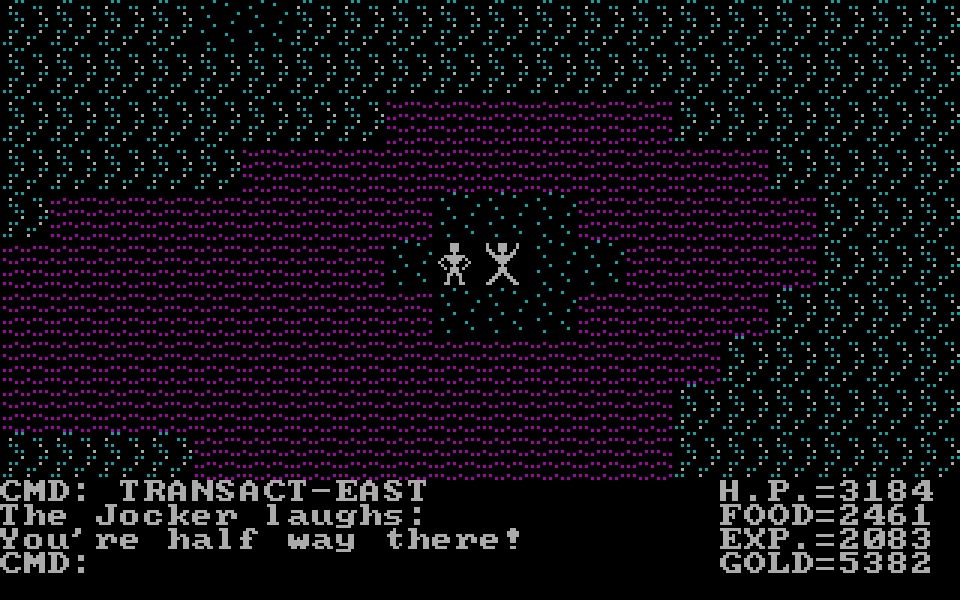 CMD: TRANSACT-EAST
The Jocker laughs:
You're half way there!
CMD:
H.P.=3184
FOOD=2461
EXP.=2083
GOLD=5382